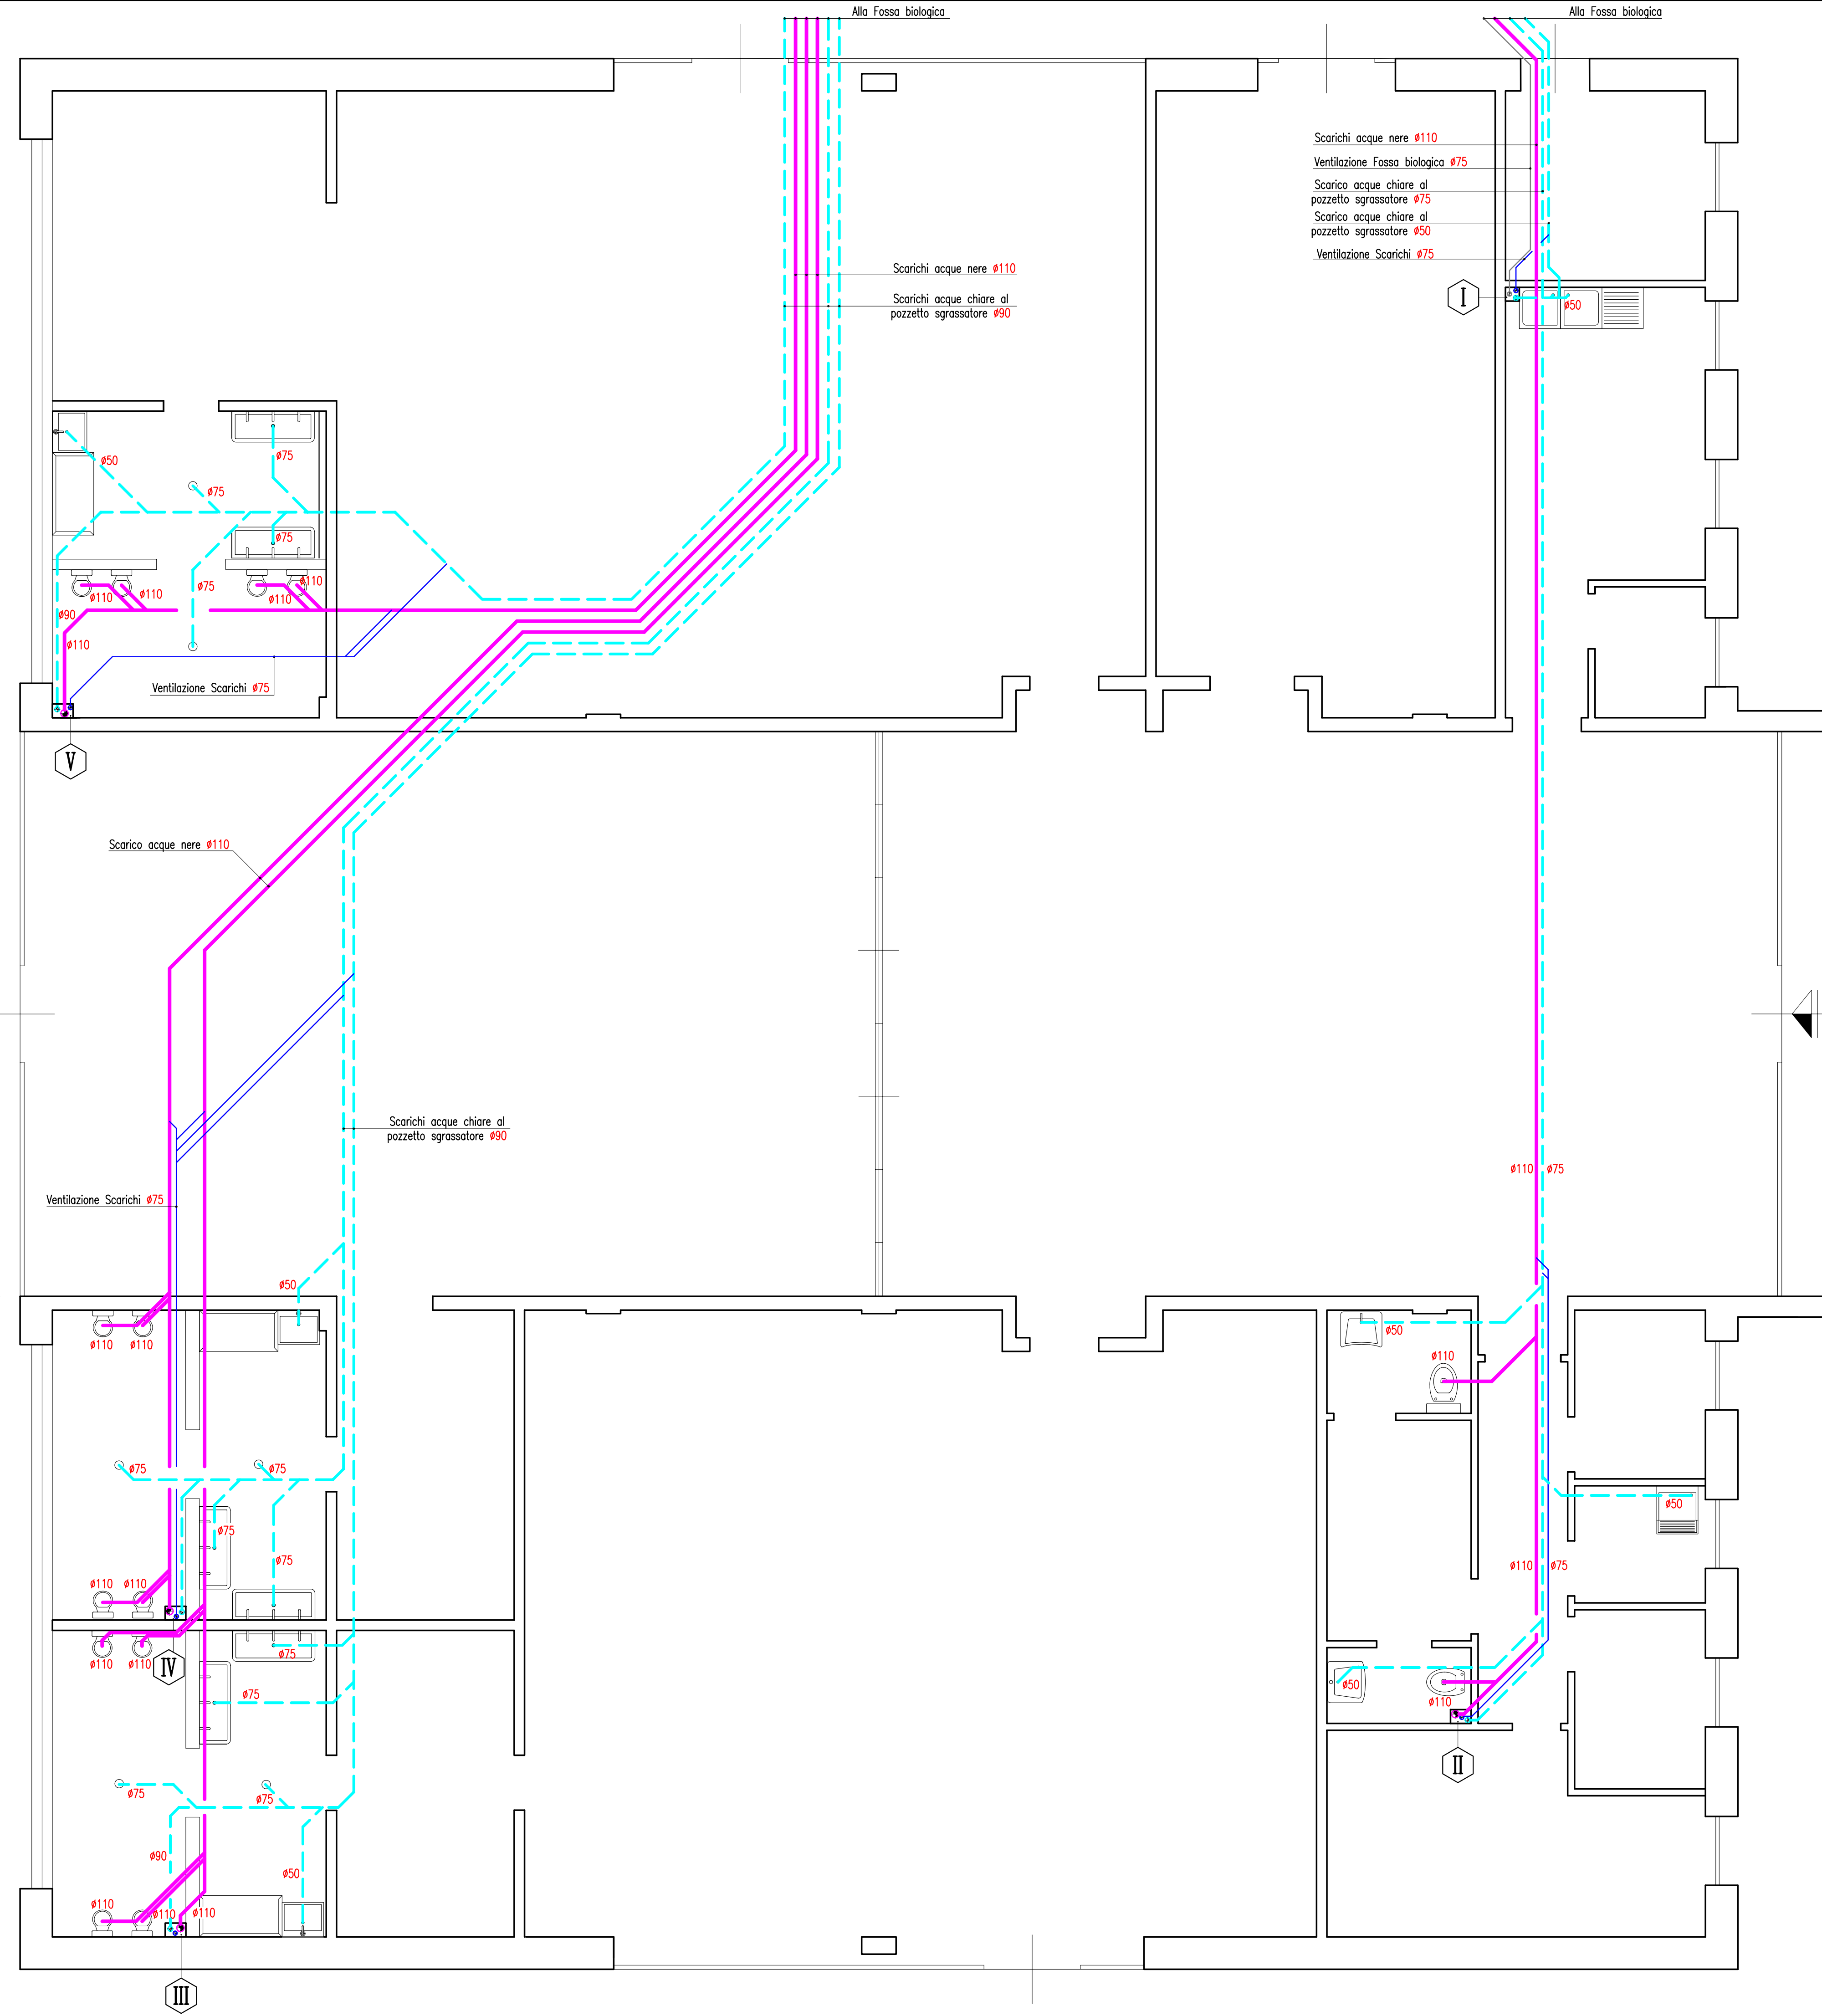 Alla Fossa biologica
Alla Fossa biologica
Scarichi acque nere ø110
Ventilazione Fossa biologica ø75
Scarico acque chiare al
pozzetto sgrassatore ø75
Scarico acque chiare al
pozzetto sgrassatore ø50
Ventilazione Scarichi ø75
Scarichi acque nere ø110
Scarichi acque chiare al
pozzetto sgrassatore ø90
I
ø50
ø50
ø75
ø75
ø75
ø75
ø110
ø110
ø110
ø110
ø90
ø110
Ventilazione Scarichi ø75
V
Scarico acque nere ø110
Scarichi acque chiare al
pozzetto sgrassatore ø90
ø110
ø75
Ventilazione Scarichi ø75
ø50
ø110
ø110
ø50
ø110
ø75
ø75
ø50
ø75
ø75
ø110
ø75
ø110
ø110
ø110
ø110
IV
ø75
ø75
ø50
ø110
II
ø75
ø75
ø90
ø50
ø110
ø110
ø110
III